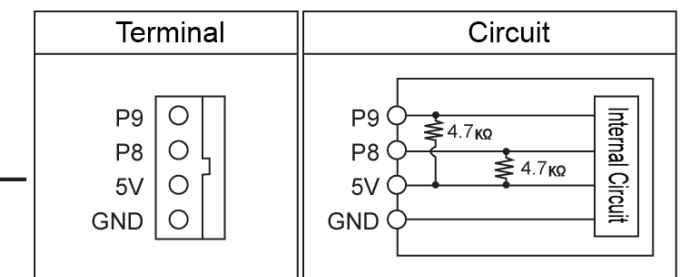 Terminal
Circuit
P9
P8
5V
GND
P9
P8
5V
GND
4.7KΩ
4.7KΩ
Internal Circuit